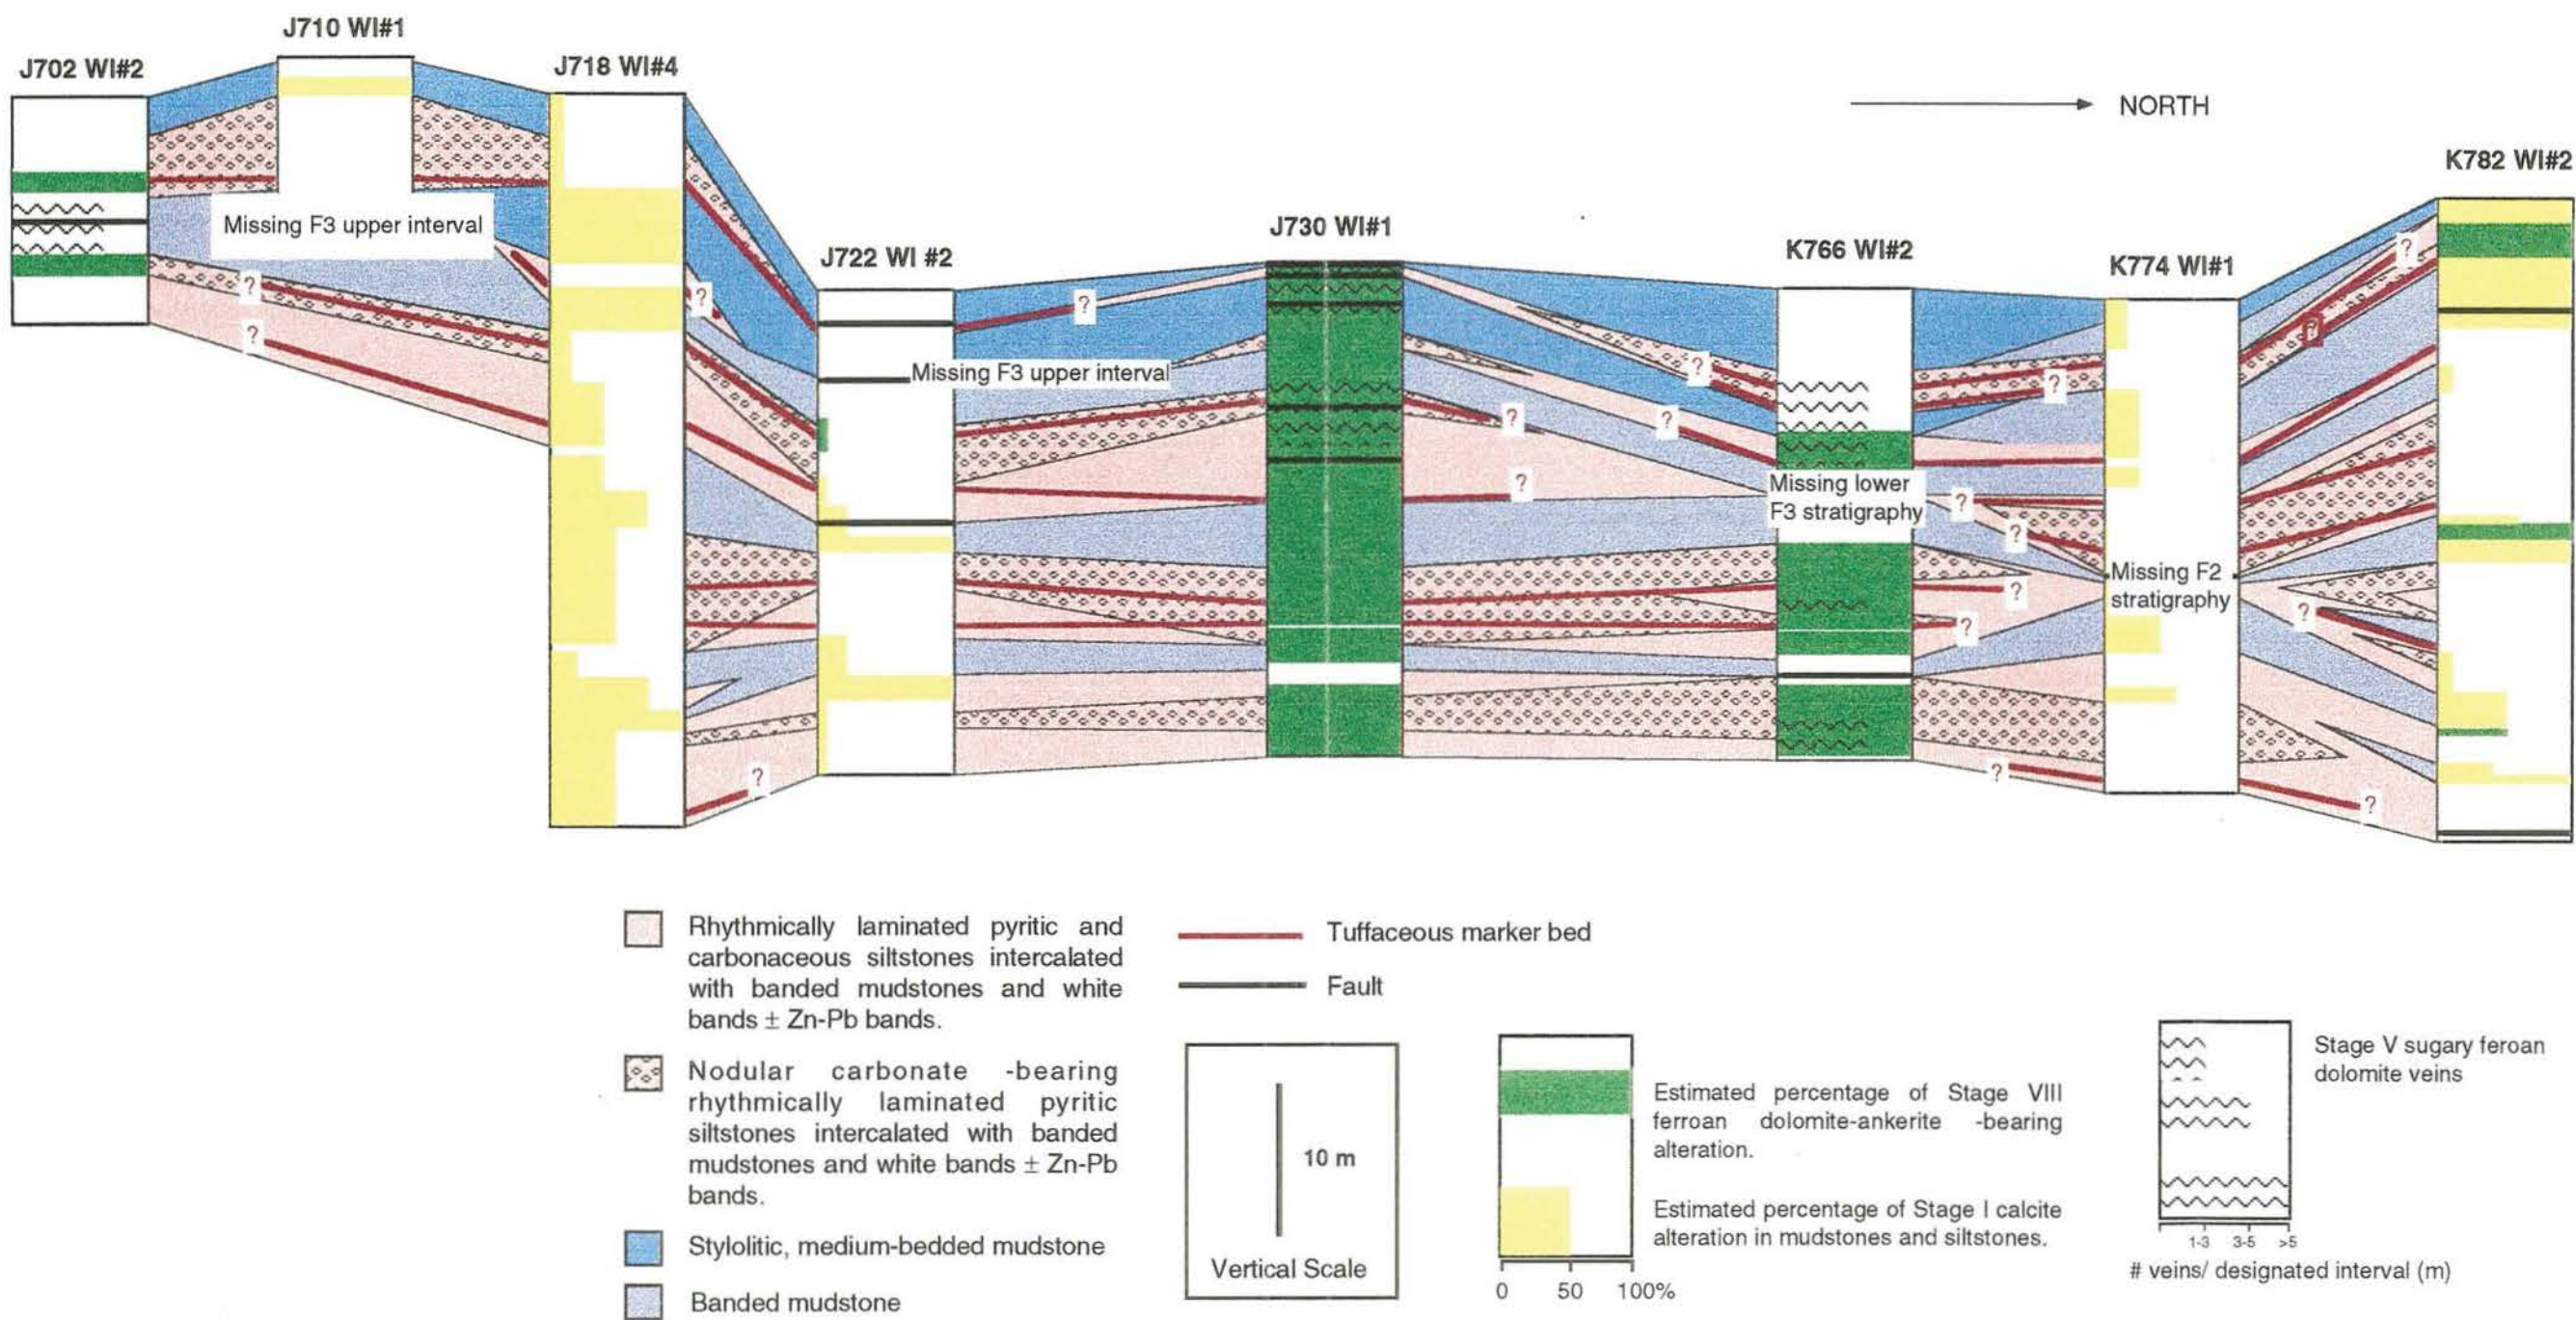 J710 WI#1
J702 WI#2
J718 WI#4
NORTH
K782 WI#2
J730 WI#1
J722 WI #2
K766 WI#2
K774 WI#1
Missing F3 upper interval
?
?
?
?
Missing F3 upper interval
?
?
?
?
?
?
Missing lower
F3 stratigraphy
?
?
?
?
?
Missing F2
stratigraphy
?
?
?
?
?
Rhythmically laminated pyritic and
carbonaceous siltstones intercalated
with banded mudstones and white
bands ± Zn-Pb bands.
Nodular carbonate -bearing
rhythmically laminated pyritic
siltstones intercalated with banded
mudstones and white bands ± Zn-Pb
bands.
Stylolitic, medium-bedded mudstone
Banded mudstone
Tuffaceous marker bed
Fault
10 m
Vertical Scale
Estimated percentage of Stage VIII
ferroan dolomite-ankerite -bearing
alteration.
Estimated percentage of Stage I calcite
alteration in mudstones and siltstones.
0 50 100%
Stage V sugary feroan
dolomite veins
1-3 3-5 >5
# veins/ designated interval (m)